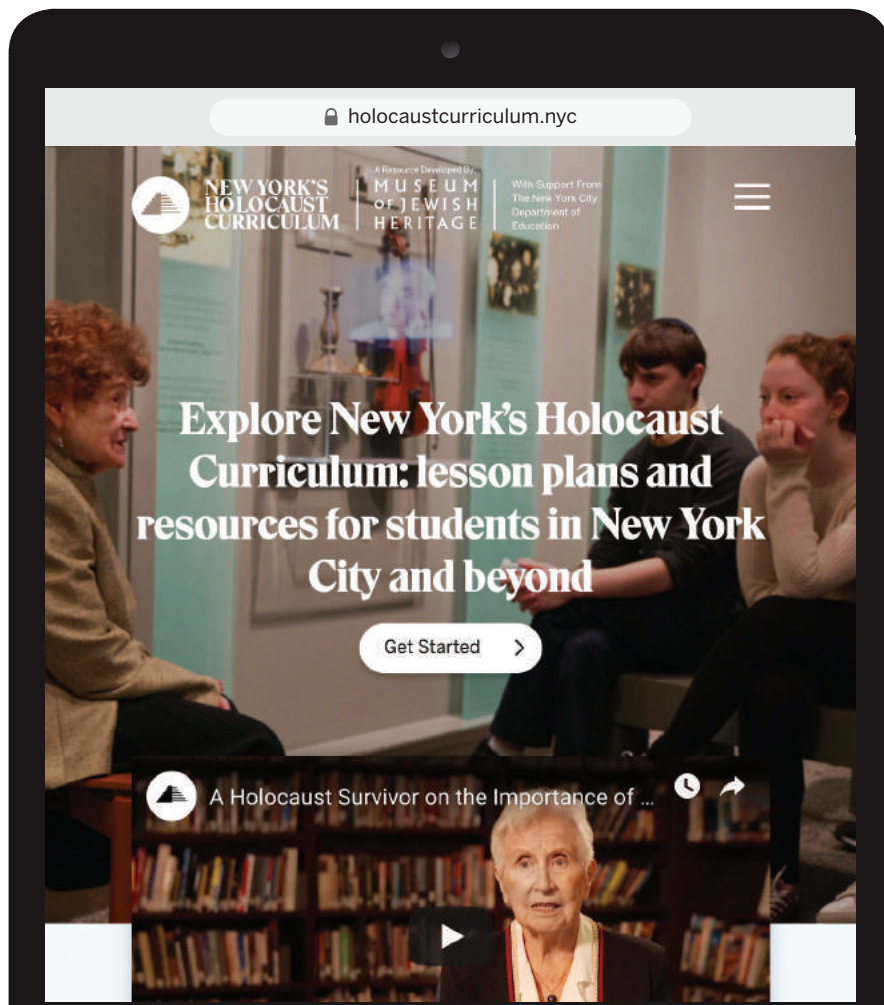 holocaustcurriculum.nyc
NEW YORK'S
HOLOCAUST
CURRICULUM
A Resource Developed By
MUSEUM
OF JEWISH
HERITAGE
With Support From
The New York City
Department of
Education
Explore New York's Holocaust
Curriculum: lesson plans and
resources for students in New York
City and beyond
Get Started
A Holocaust Survivor on the Importance of ...